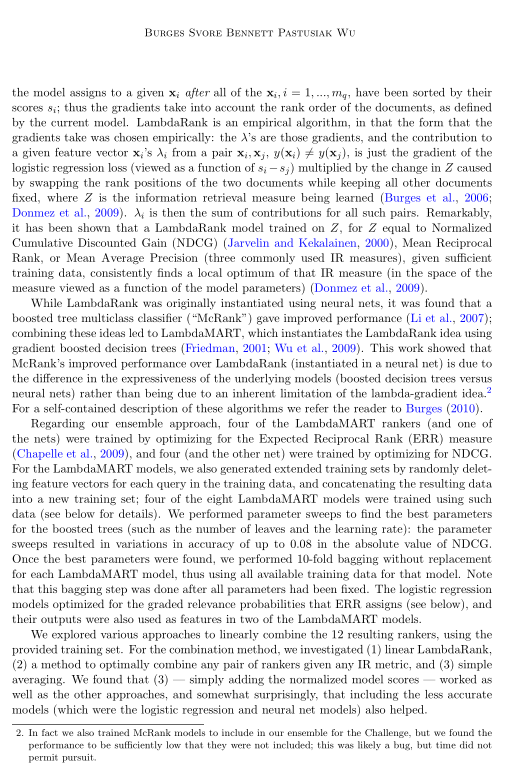 Burges Svore Bennett Pastusiak Wu
the model assigns to a given xᵢ after all of the xᵢ, i = 1, ..., m_q, have been sorted by their
scores sᵢ; thus the gradients take into account the rank order of the documents, as defined
by the current model. LambdaRank is an empirical algorithm, in that the form that the
gradients take was chosen empirically: the λ's are those gradients, and the contribution to
a given feature vector xᵢ's λᵢ from a pair xᵢ, xⱼ, y(xᵢ) ≠ y(xⱼ), is just the gradient of the
logistic regression loss (viewed as a function of sᵢ − sⱼ) multiplied by the change in Z caused
by swapping the rank positions of the two documents while keeping all other documents
fixed, where Z is the information retrieval measure being learned (Burges et al., 2006;
Donmez et al., 2009). λᵢ is then the sum of contributions for all such pairs. Remarkably,
it has been shown that a LambdaRank model trained on Z, for Z equal to Normalized
Cumulative Discounted Gain (NDCG) (Jarvelin and Kekalainen, 2000), Mean Reciprocal
Rank, or Mean Average Precision (three commonly used IR measures), given sufficient
training data, consistently finds a local optimum of that IR measure (in the space of the
measure viewed as a function of the model parameters) (Donmez et al., 2009).
While LambdaRank was originally instantiated using neural nets, it was found that a
boosted tree multiclass classifier ("McRank") gave improved performance (Li et al., 2007);
combining these ideas led to LambdaMART, which instantiates the LambdaRank idea using
gradient boosted decision trees (Friedman, 2001; Wu et al., 2009). This work showed that
McRank's improved performance over LambdaRank (instantiated in a neural net) is due to
the difference in the expressiveness of the underlying models (boosted decision trees versus
neural nets) rather than being due to an inherent limitation of the lambda-gradient idea.²
For a self-contained description of these algorithms we refer the reader to Burges (2010).
Regarding our ensemble approach, four of the LambdaMART rankers (and one of
the nets) were trained by optimizing for the Expected Reciprocal Rank (ERR) measure
(Chapelle et al., 2009), and four (and the other net) were trained by optimizing for NDCG.
For the LambdaMART models, we also generated extended training sets by randomly delet-
ing feature vectors for each query in the training data, and concatenating the resulting data
into a new training set; four of the eight LambdaMART models were trained using such
data (see below for details). We performed parameter sweeps to find the best parameters
for the boosted trees (such as the number of leaves and the learning rate): the parameter
sweeps resulted in variations in accuracy of up to 0.08 in the absolute value of NDCG.
Once the best parameters were found, we performed 10-fold bagging without replacement
for each LambdaMART model, thus using all available training data for that model. Note
that this bagging step was done after all parameters had been fixed. The logistic regression
models optimized for the graded relevance probabilities that ERR assigns (see below), and
their outputs were also used as features in two of the LambdaMART models.
We explored various approaches to linearly combine the 12 resulting rankers, using the
provided training set. For the combination method, we investigated (1) linear LambdaRank,
(2) a method to optimally combine any pair of rankers given any IR metric, and (3) simple
averaging. We found that (3) — simply adding the normalized model scores — worked as
well as the other approaches, and somewhat surprisingly, that including the less accurate
models (which were the logistic regression and neural net models) also helped.
2. In fact we also trained McRank models to include in our ensemble for the Challenge, but we found the
performance to be sufficiently low that they were not included; this was likely a bug, but time did not
permit pursuit.